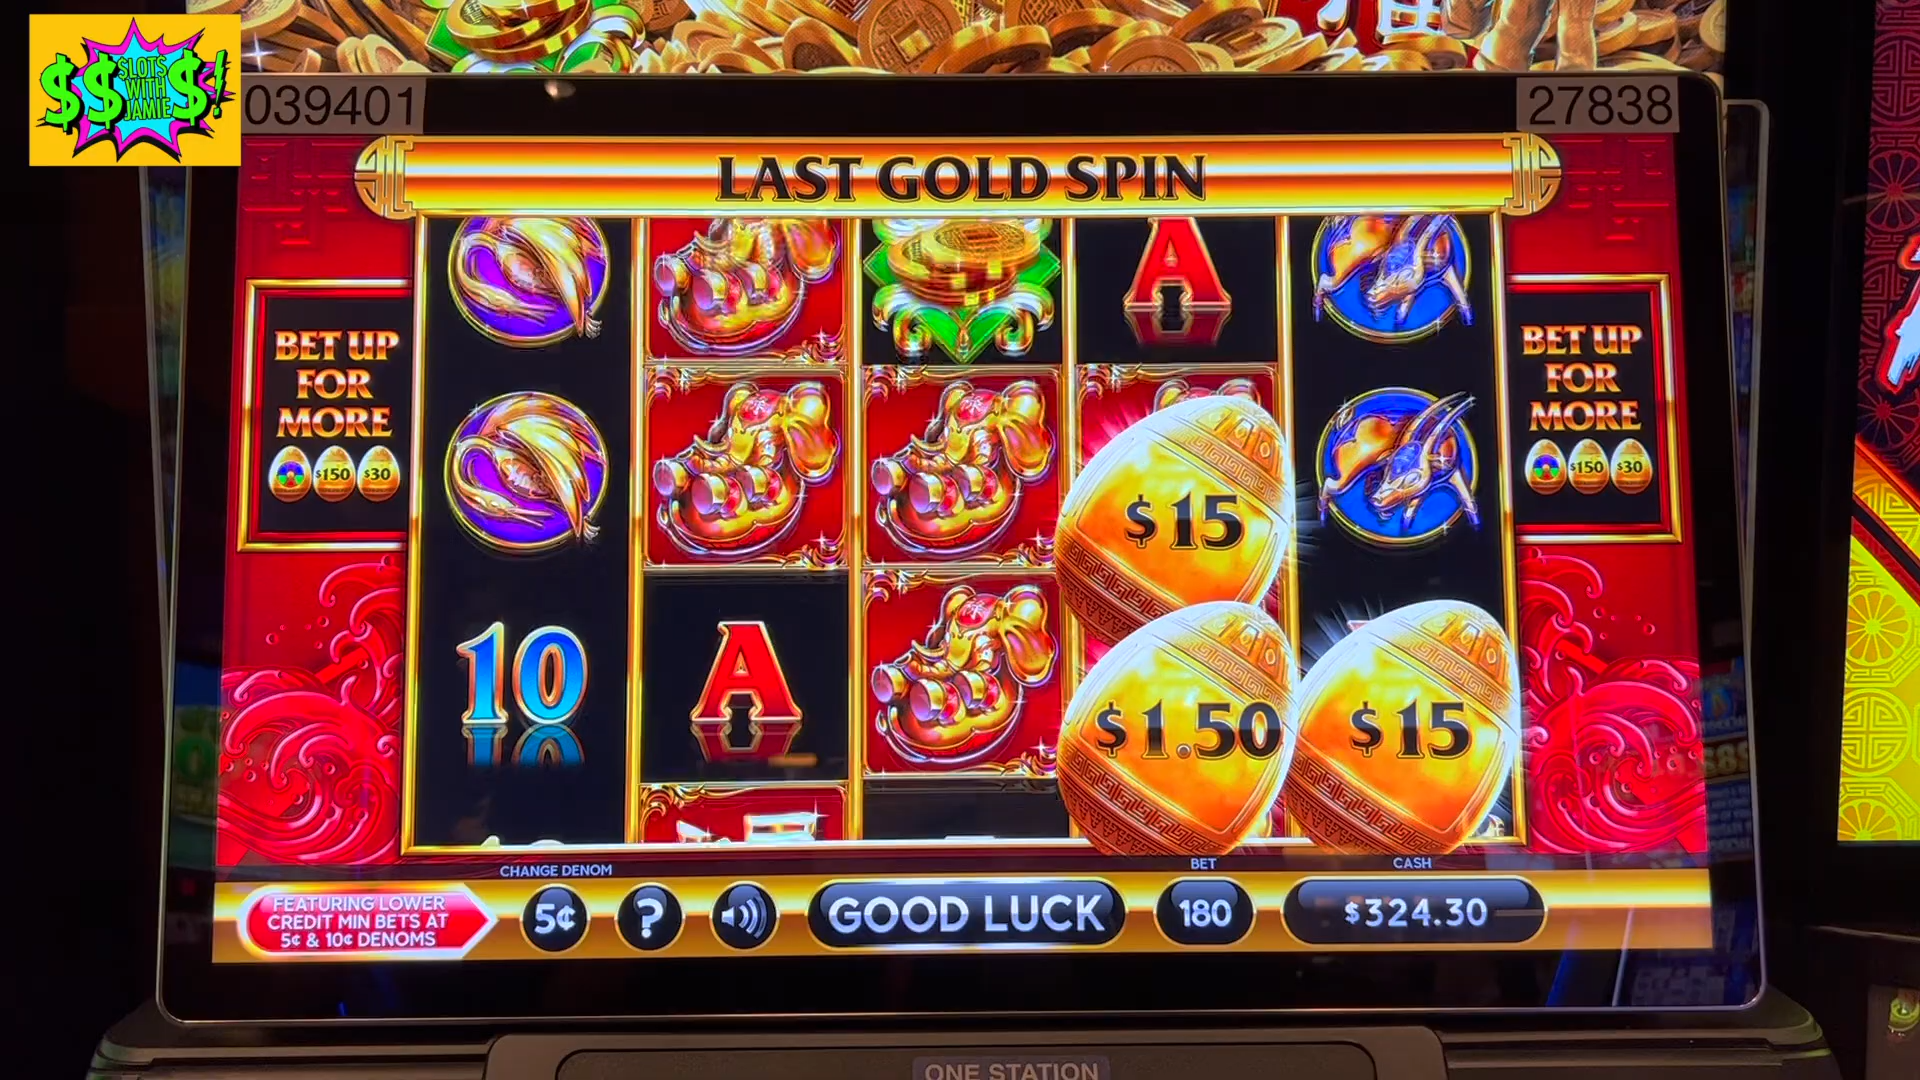 SLOTS
WITH
JAMIE
$$$!
039401
27838
LAST GOLD SPIN
BET UP
FOR
MORE
$150 $30
A
BET UP
FOR
MORE
$150 $30
$15
10
A
$1.50
$15
CHANGE DENOM
BET
CASH
FEATURING LOWER
CREDIT MIN BETS AT
5¢ & 10¢ DENOMS
5¢
?
GOOD LUCK
180
$324.30
ONE STATION